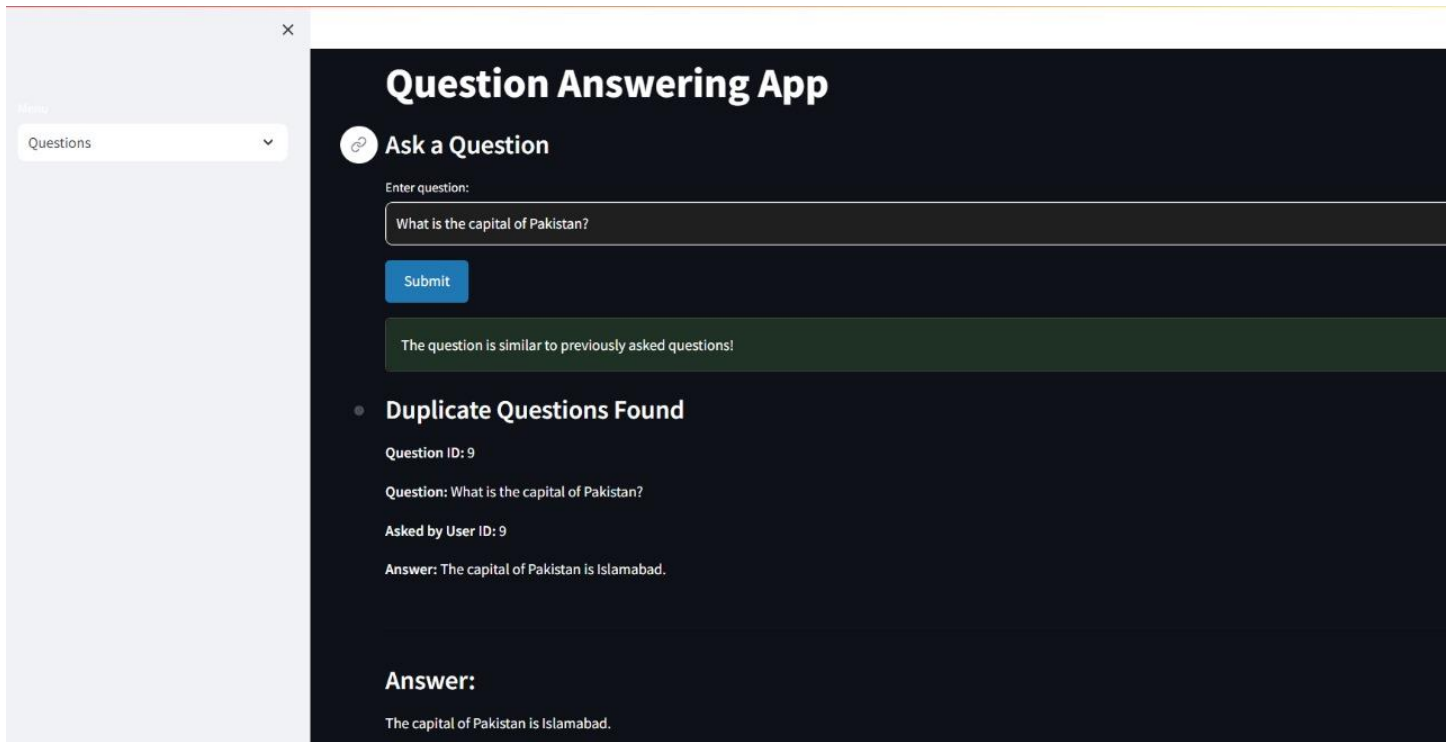 Menu
Questions
Question Answering App
Ask a Question
Enter question:
What is the capital of Pakistan?
Submit
The question is similar to previously asked questions!
Duplicate Questions Found
Question ID: 9
Question: What is the capital of Pakistan?
Asked by User ID: 9
Answer: The capital of Pakistan is Islamabad.
Answer:
The capital of Pakistan is Islamabad.